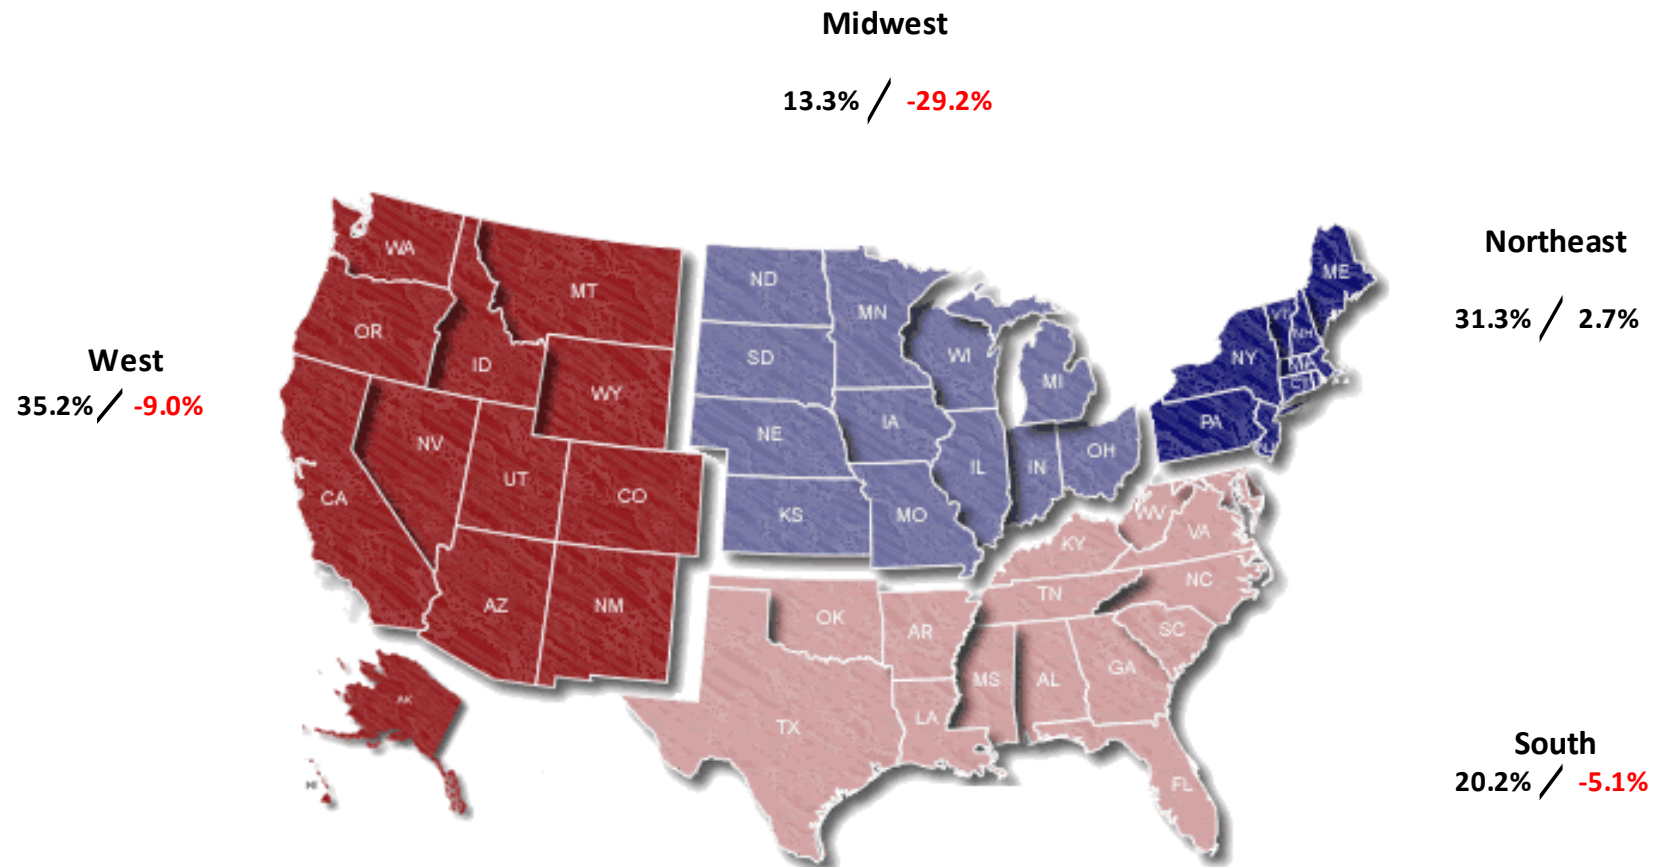 Midwest
13.3% / -29.2%
Northeast
31.3% / 2.7%
West
35.2% / -9.0%
South
20.2% / -5.1%
WA
MT
ND
MN
ME
VT
NH
OR
ID
SD
WI
NY
MA
WY
MI
CT
NV
NE
IA
PA
NJ
UT
CO
IL
IN
OH
CA
KS
MO
WV
VA
KY
AZ
NM
TN
NC
OK
AR
SC
MS
AL
GA
TX
LA
AK
FL
HI